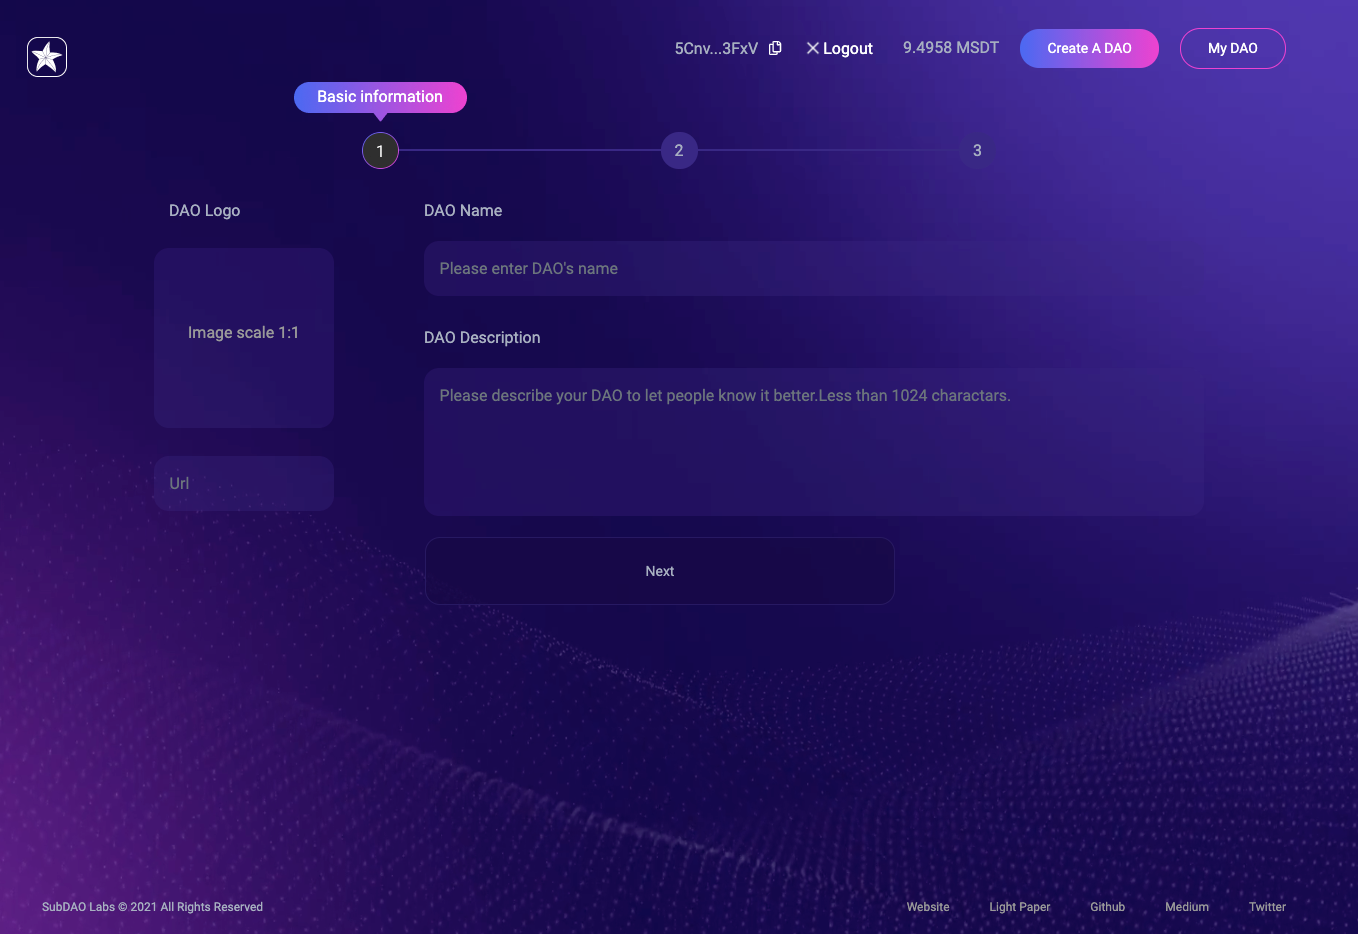 5Cnv...3FxV
Logout
9.4958 MSDT
Create A DAO
My DAO
Basic information
1
2
3
DAO Logo
DAO Name
Please enter DAO's name
Image scale 1:1
DAO Description
Please describe your DAO to let people know it better.Less than 1024 charactars.
Url
Next
SubDAO Labs © 2021 All Rights Reserved
Website
Light Paper
Github
Medium
Twitter